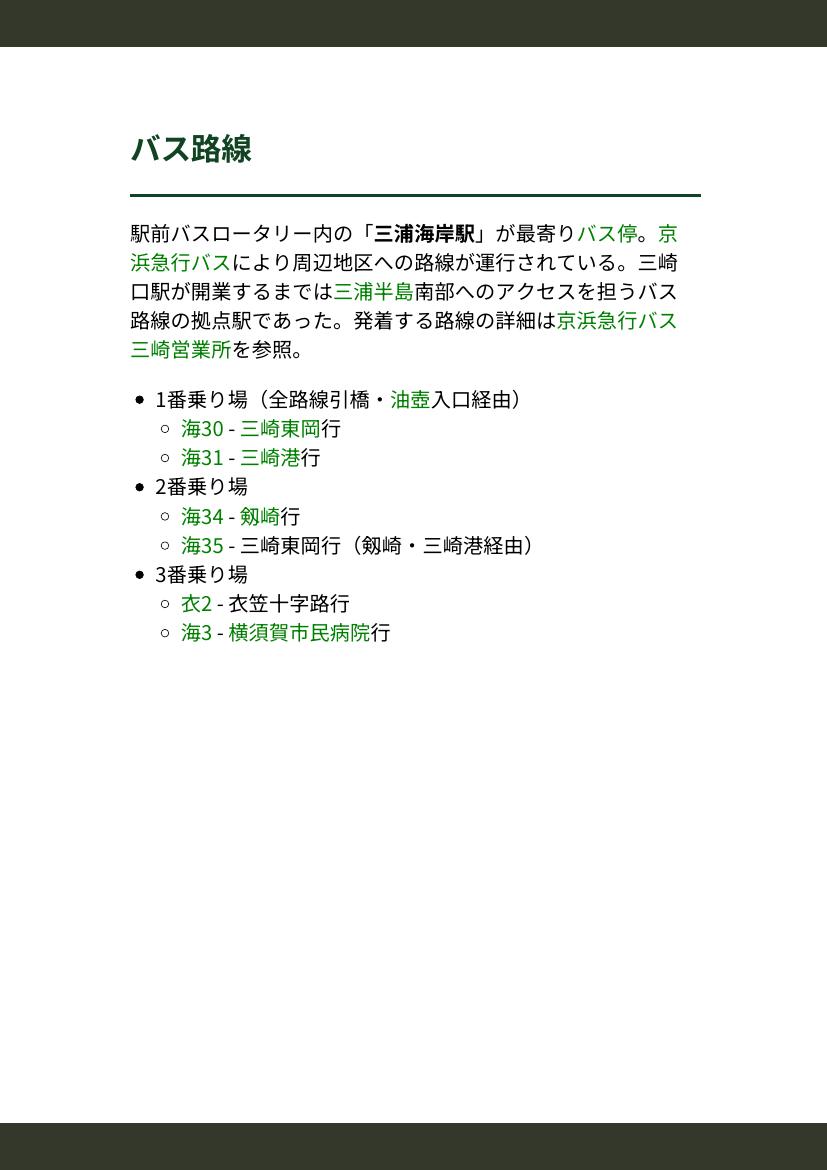 バス路線
駅前バスロータリー内の「三浦海岸駅」が最寄りバス停。京
浜急行バスにより周辺地区への路線が運行されている。三崎
口駅が開業するまでは三浦半島南部へのアクセスを担うバス
路線の拠点駅であった。発着する路線の詳細は京浜急行バス
三崎営業所を参照。
• 1番乗り場（全路線引橋・油壺入口経由）
◦ 海30 - 三崎東岡行
◦ 海31 - 三崎港行
• 2番乗り場
◦ 海34 - 剱崎行
◦ 海35 - 三崎東岡行（剱崎・三崎港経由）
• 3番乗り場
◦ 衣2 - 衣笠十字路行
◦ 海3 - 横須賀市民病院行